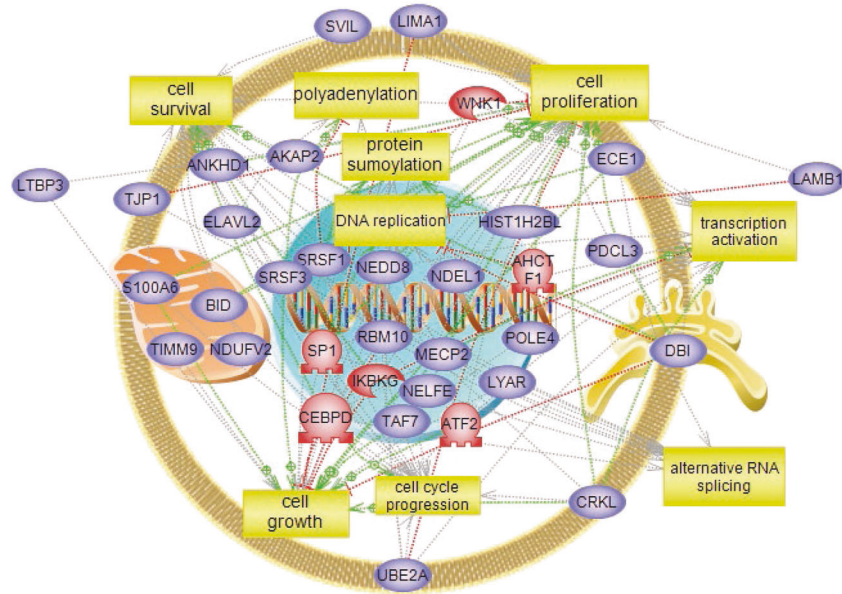 SVIL
LIMA1
cell
survival
polyadenylation
WNK1
cell
proliferation
protein
sumoylation
ANKHD1
AKAP2
ECE1
LTBP3
TJP1
LAMB1
ELAVL2
DNA replication
HIST1H2BL
transcription
activation
PDCL3
SRSF1
SRSF3
NEDD8
NDEL1
AHCT
F1
S100A6
BID
TIMM9
NDUFV2
SP1
RBM10
MECP2
POLE4
DBI
IKBKG
NELFE
LYAR
CEBPD
TAF7
ATF2
alternative RNA
splicing
cell
growth
cell cycle
progression
CRKL
UBE2A